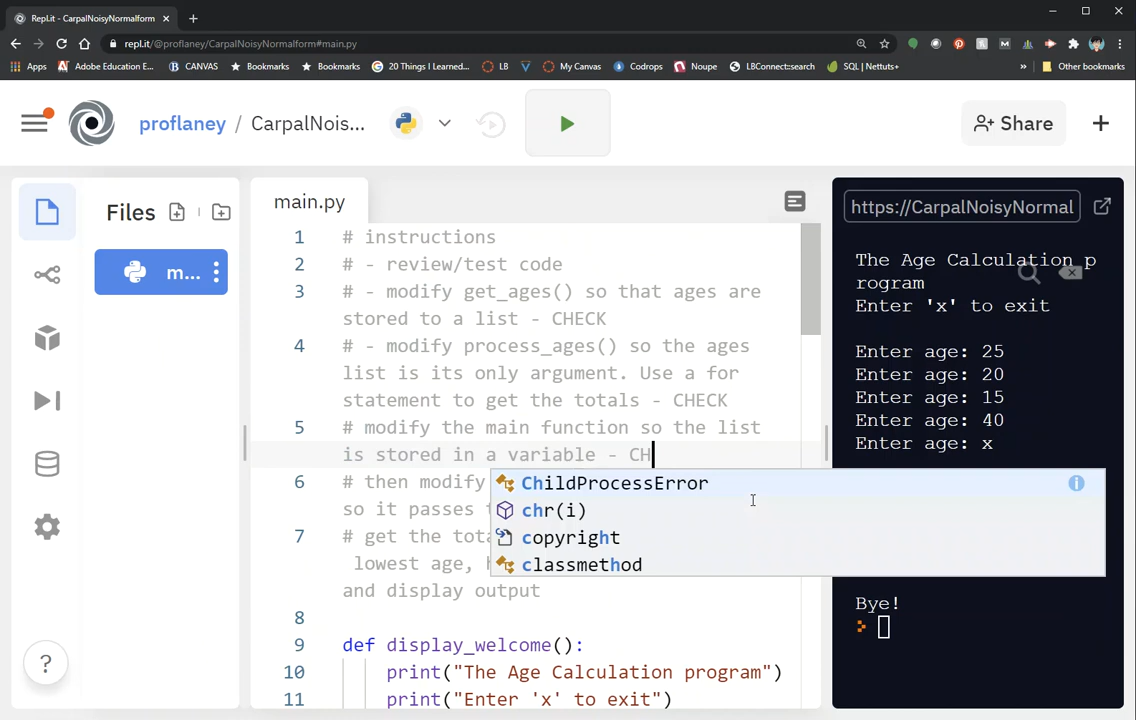 Repl.it - CarpalNoisyNormalform
repl.it/@proflaney/CarpalNoisyNormalform#main.py
Apps Adobe Education E... CANVAS Bookmarks Bookmarks 20 Things I Learned... LB My Canvas Codrops Noupe LBConnect:search SQL | Nettuts+ » Other bookmarks
proflaney / CarpalNois... Share
Files
m...
main.py
1 # instructions
2 # - review/test code
3 # - modify get_ages() so that ages are
stored to a list - CHECK
4 # - modify process_ages() so the ages
list is its only argument. Use a for
statement to get the totals - CHECK
5 # modify the main function so the list
is stored in a variable - CH
6 # then modify
so it passes
7 # get the tota
lowest age, h
and display output
8
9 def display_welcome():
10 print("The Age Calculation program")
11 print("Enter 'x' to exit")
ChildProcessError
chr(i)
copyright
classmethod
https://CarpalNoisyNormal
The Age Calculation p
rogram
Enter 'x' to exit
Enter age: 25
Enter age: 20
Enter age: 15
Enter age: 40
Enter age: x
Bye!
>
?